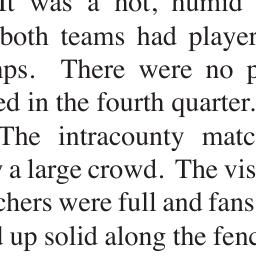 It was a hot, humid
both teams had player
ps. There were no p
ed in the fourth quarter.
The intracounty matc
y a large crowd. The vis
chers were full and fans
d up solid along the fenc